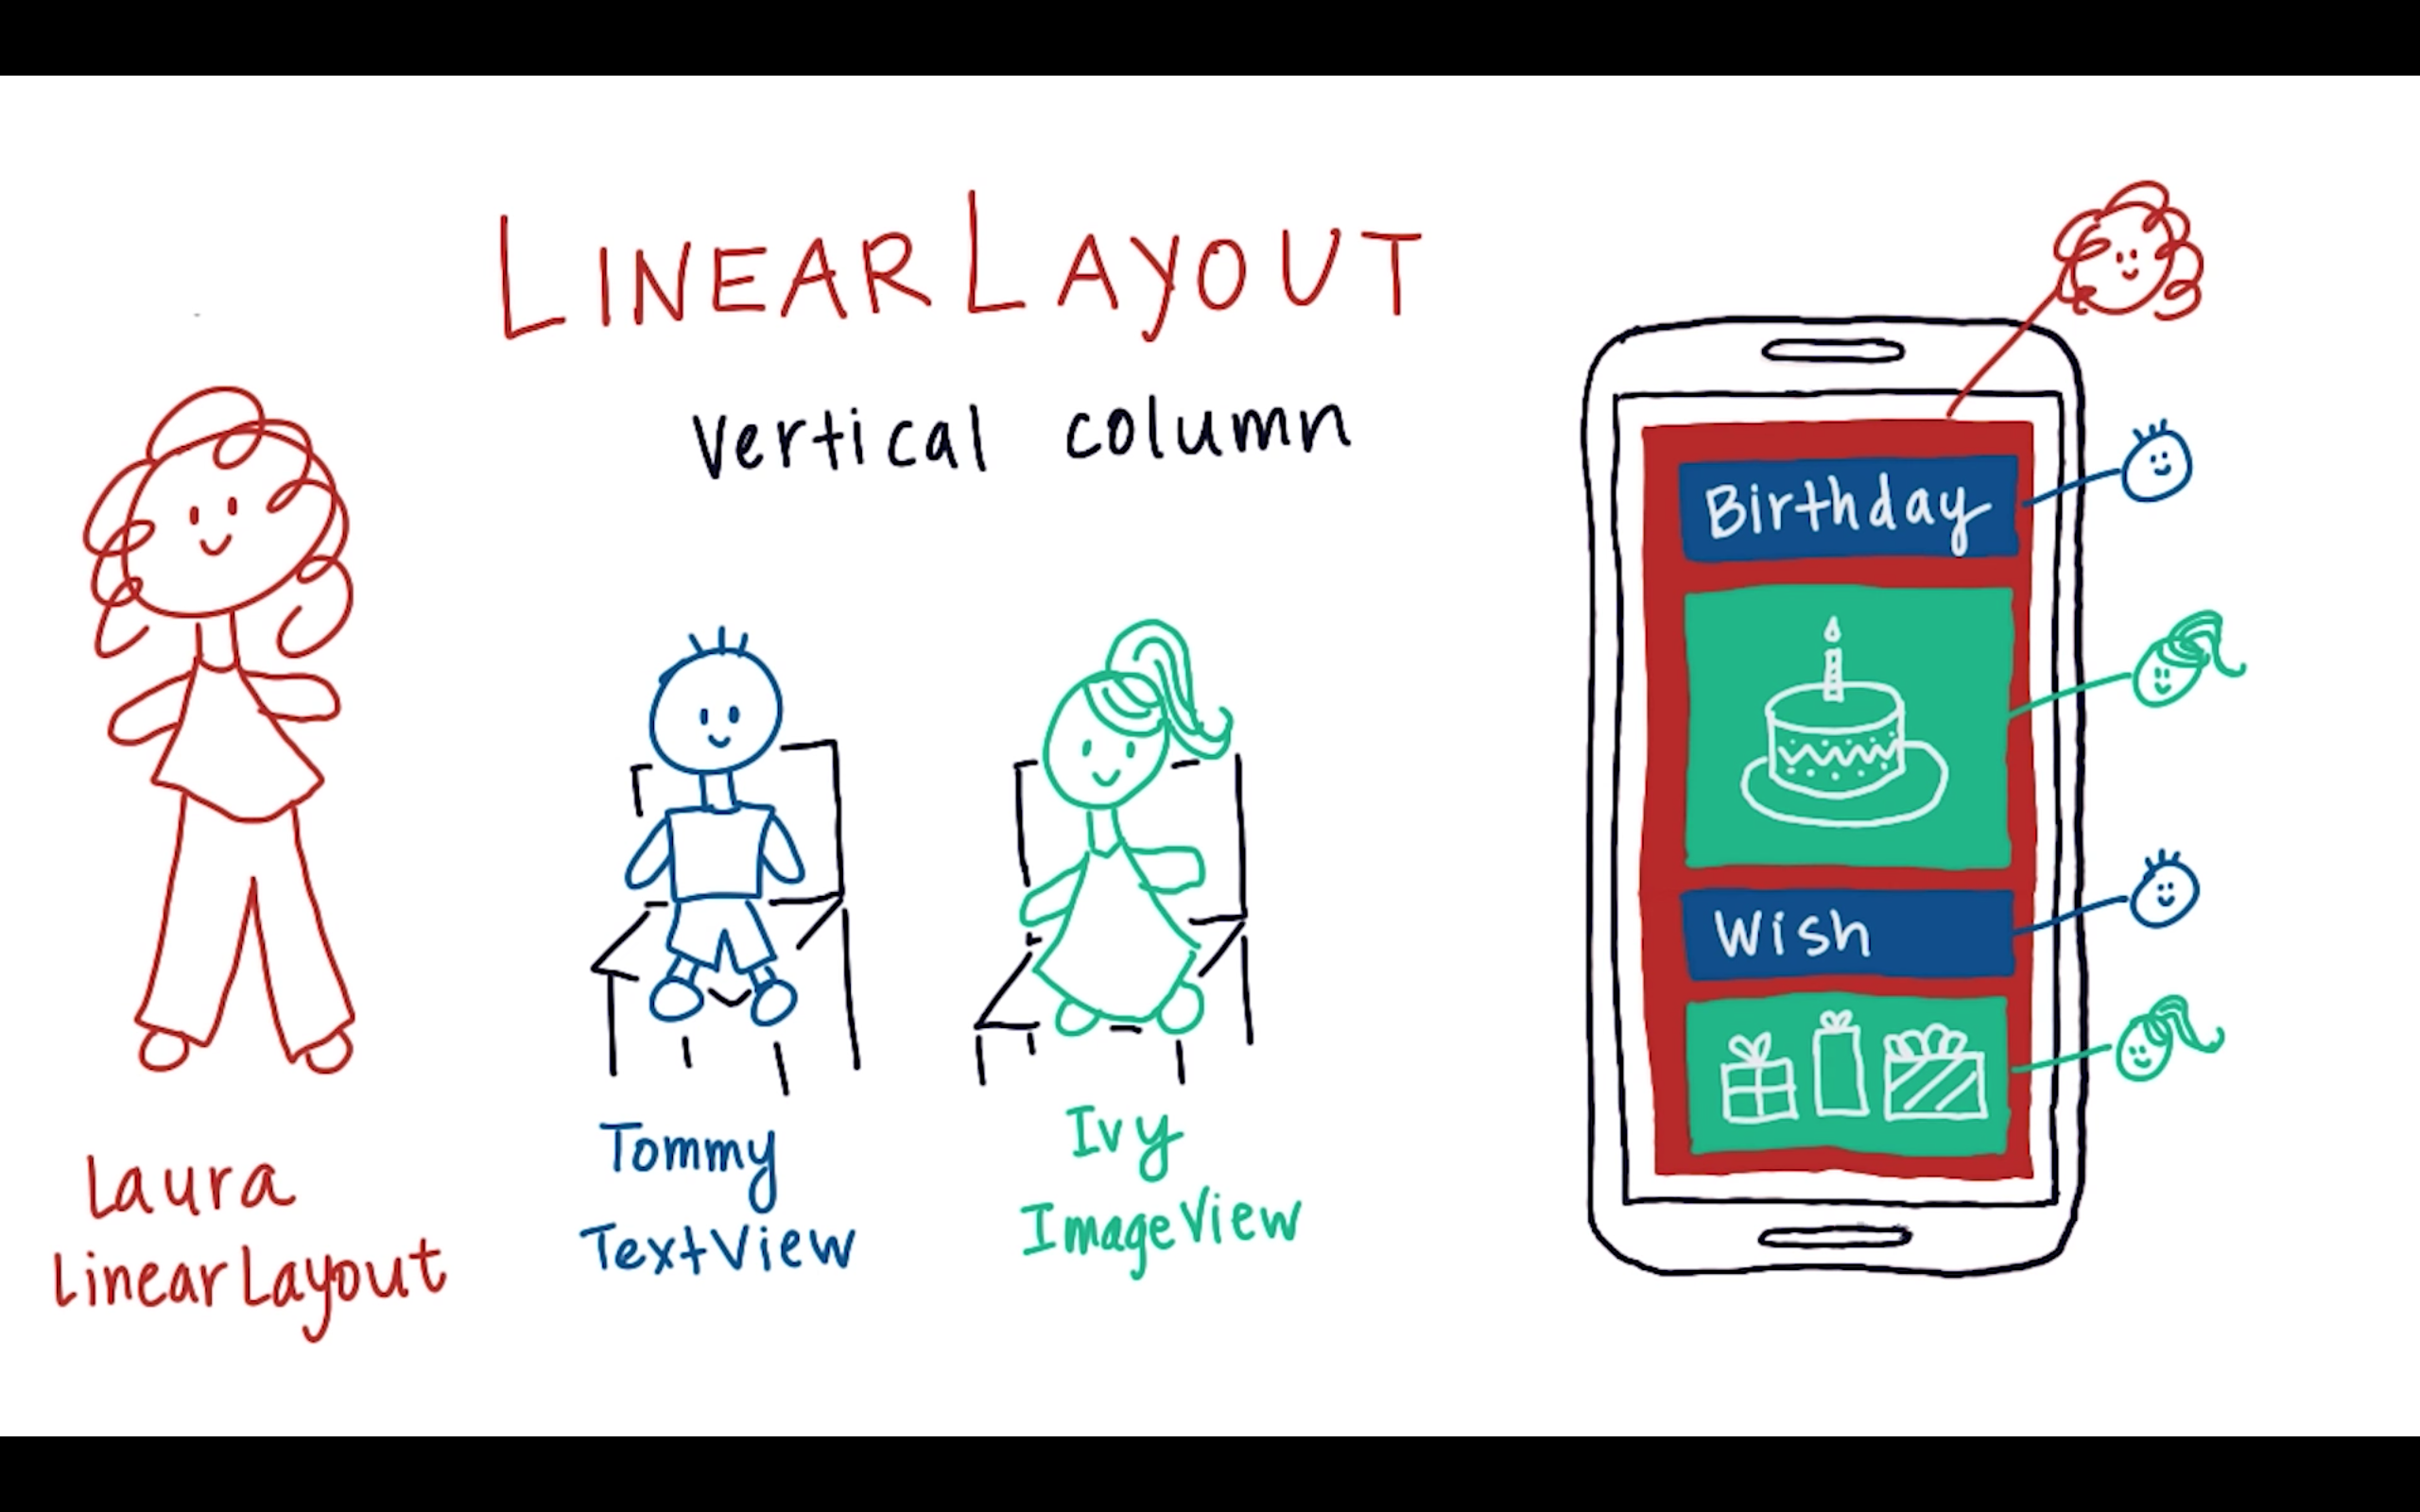 LINEARLAYOUT
Vertical column
Laura
LinearLayout
Tommy
TextView
Ivy
ImageView
Birthday
Wish